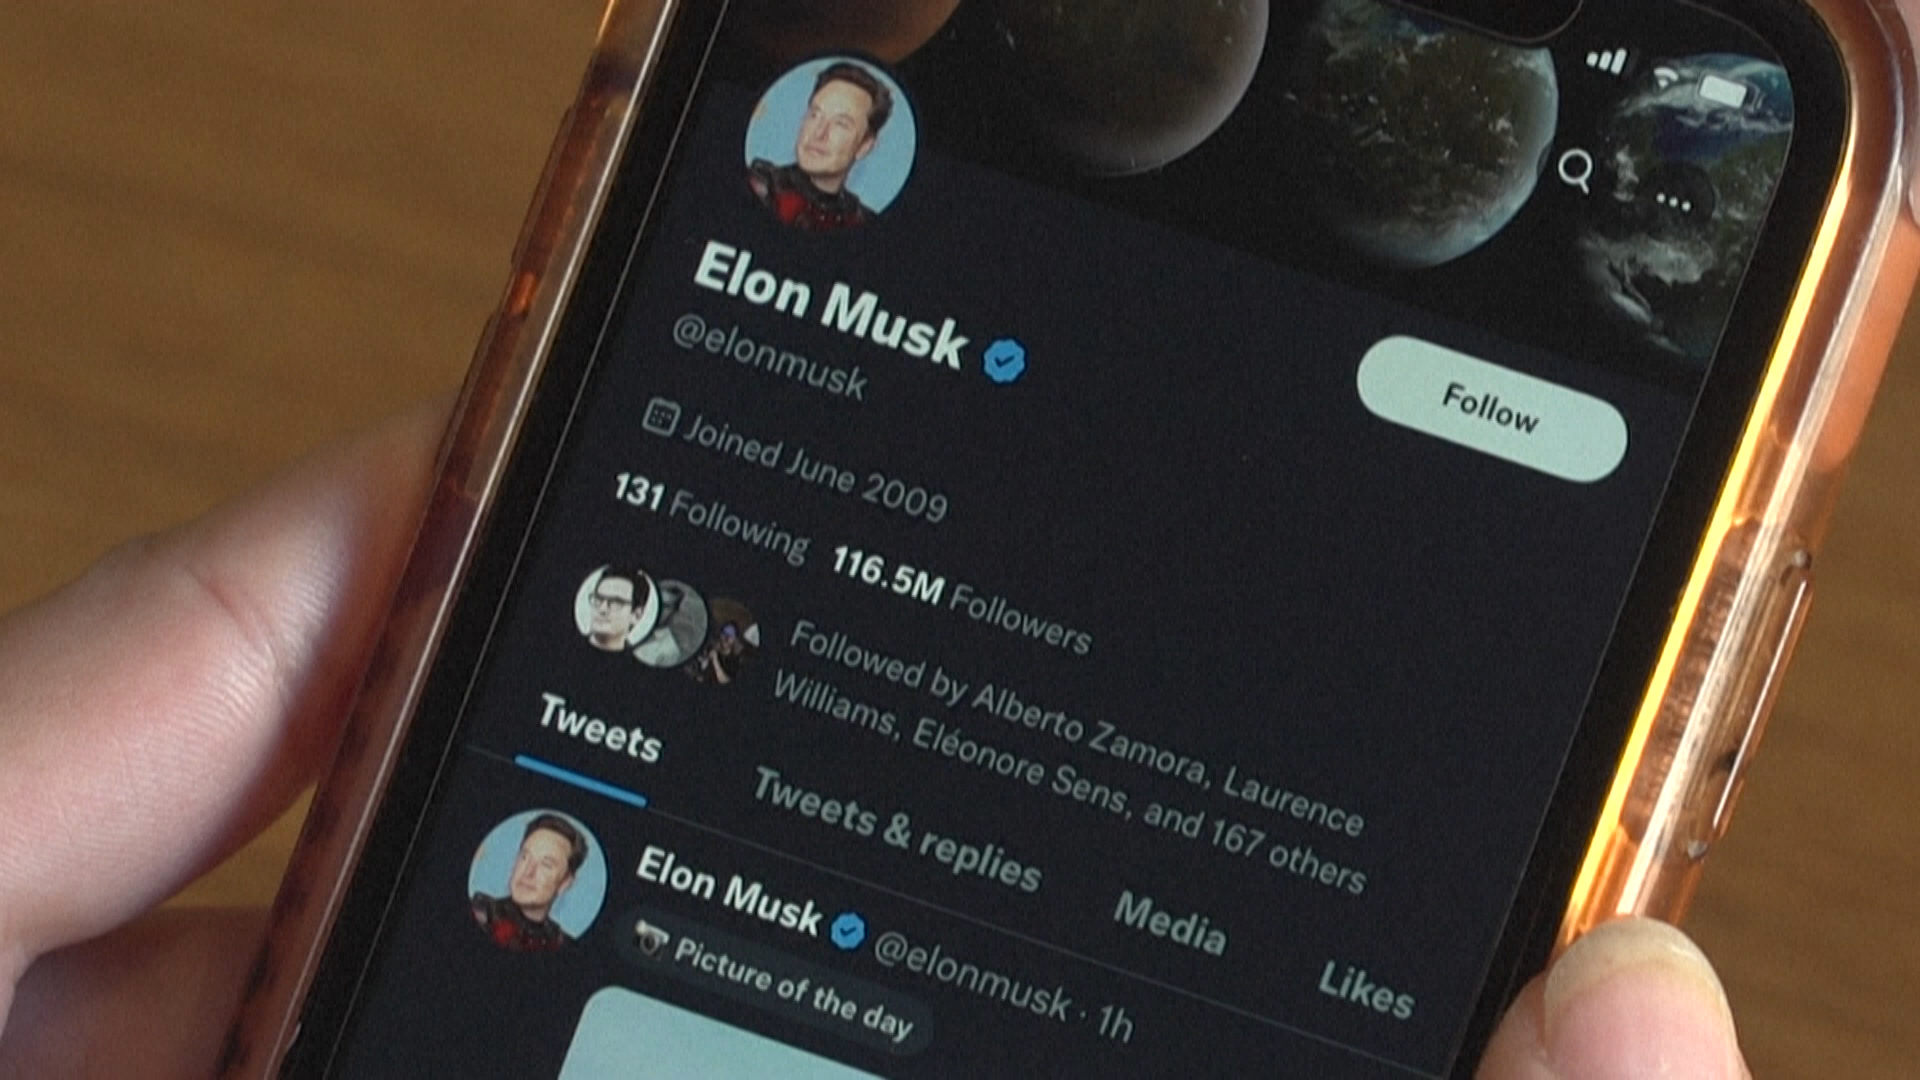 Elon Musk
@elonmusk
Follow
Joined June 2009
131 Following 116.5M Followers
Followed by Alberto Zamora, Laurence
Williams, Eléonore Sens, and 167 others
Tweets Tweets & replies Media Likes
Elon Musk @elonmusk · 1h
Picture of the day